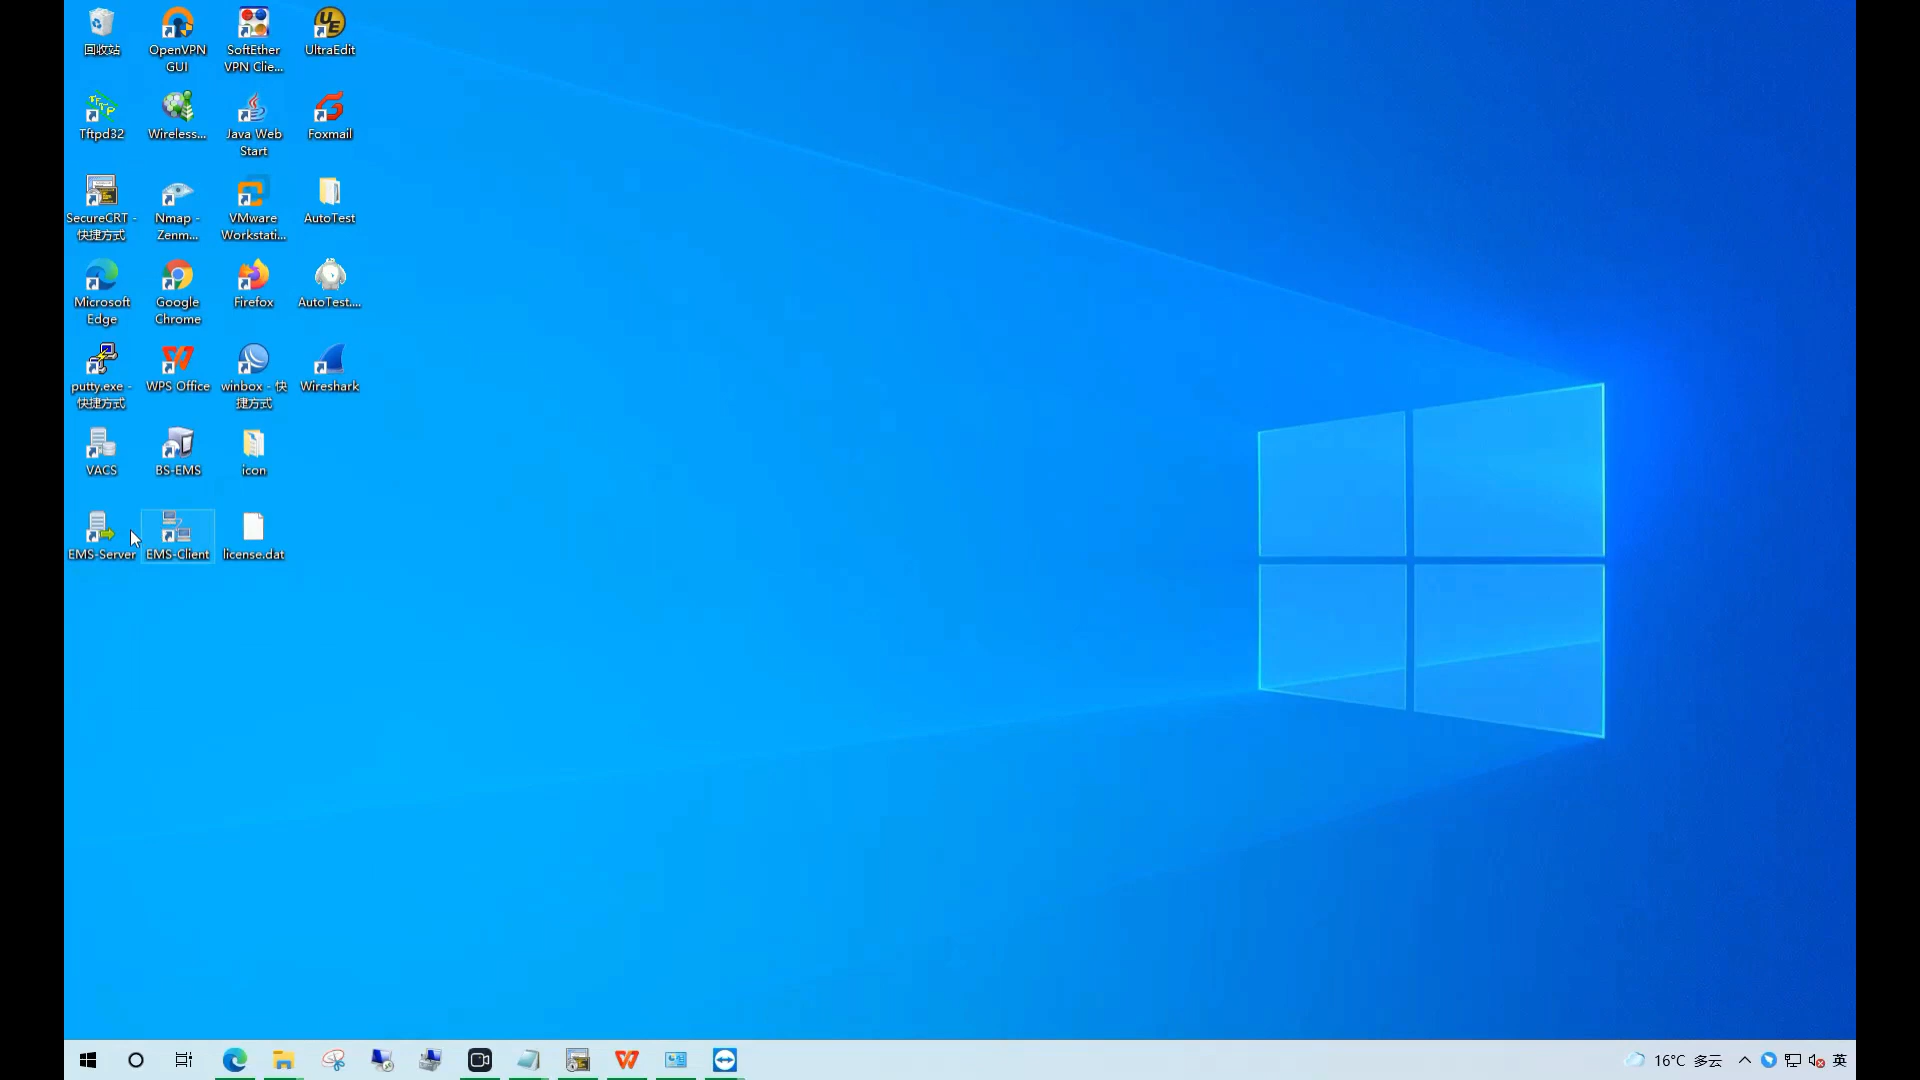 回收站
OpenVPN
GUI
SoftEther
VPN Clie...
UltraEdit
Tftpd32
Wireless...
Java Web
Start
Foxmail
SecureCRT -
快捷方式
Nmap -
Zenm...
VMware
Workstati...
AutoTest
Microsoft
Edge
Google
Chrome
Firefox
AutoTest....
putty.exe -
快捷方式
WPS Office
winbox - 快
捷方式
Wireshark
VACS
BS-EMS
icon
EMS-Server
EMS-Client
license.dat
16°C 多云
英